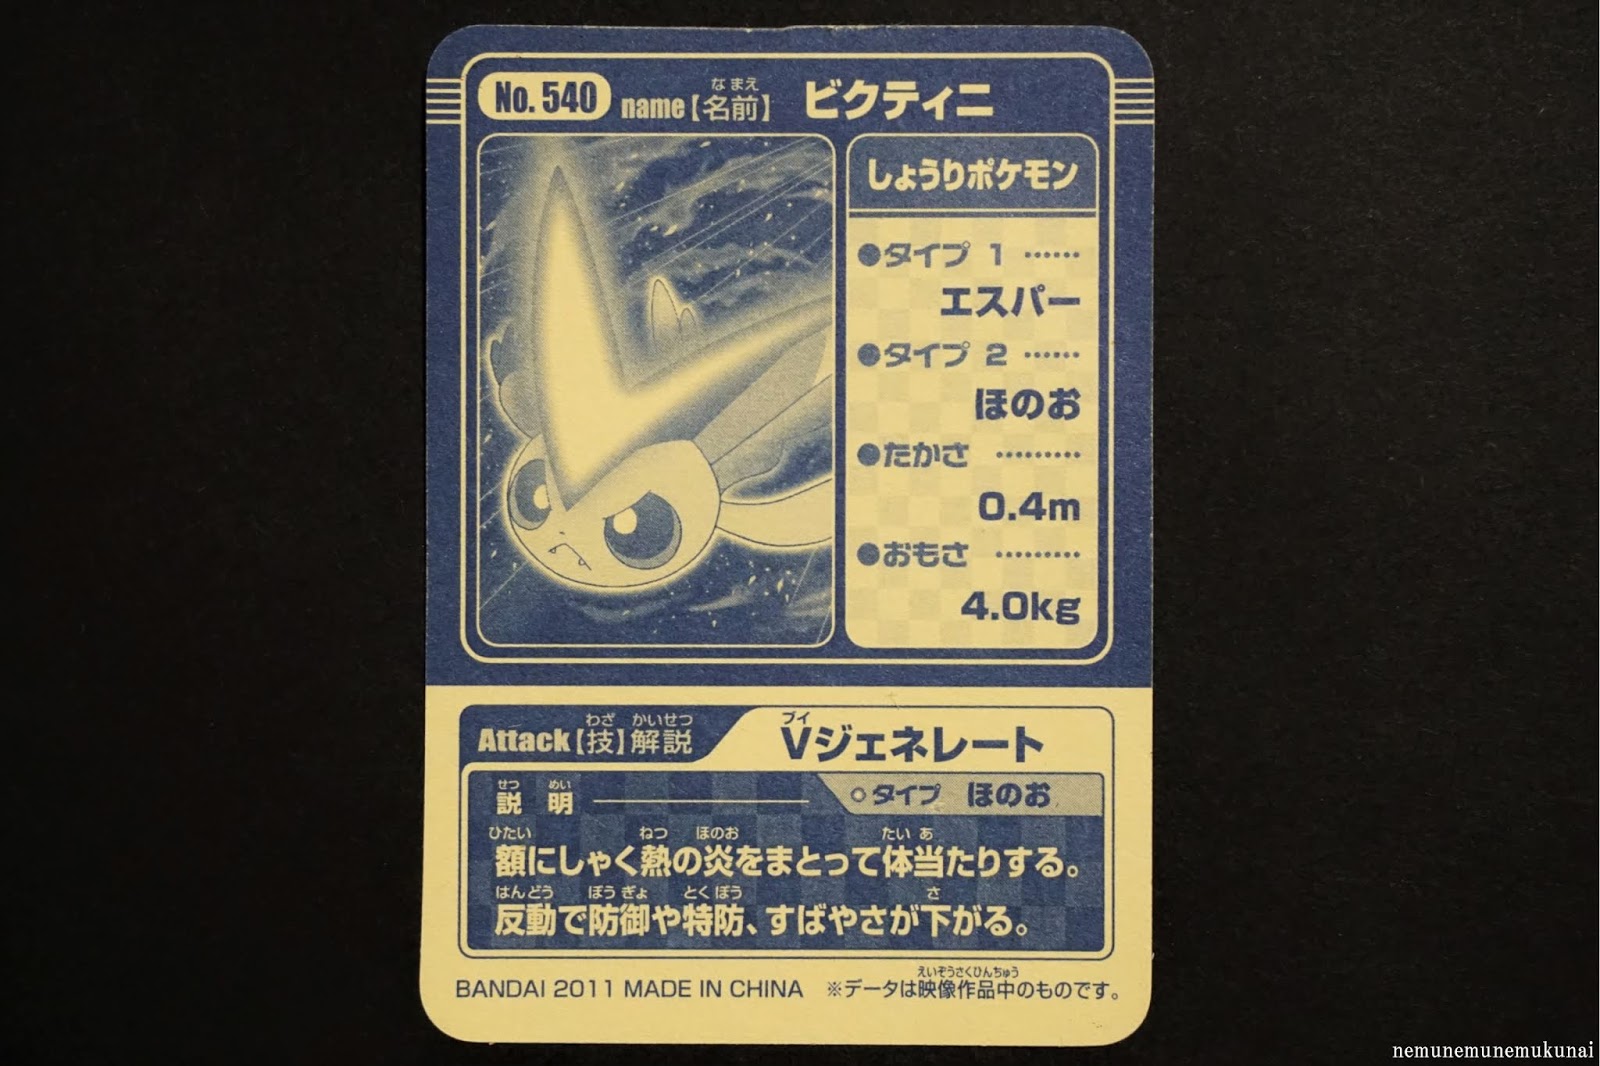 No. 540 name【名前】 ビクティニ
なまえ
しょうりポケモン
●タイプ 1 ……
エスパー
●タイプ 2 ……
ほのお
●たかさ ………
0.4m
●おもさ ………
4.0kg
わざ かいせつ
Attack【技】解説
ブイ
Vジェネレート
せつ めい
説 明
○タイプ ほのお
ひたい ねつ ほのお たい あ
額にしゃく熱の炎をまとって体当たりする。
はんどう ぼうぎょ とくぼう さ
反動で防御や特防、すばやさが下がる。
えいぞうさくひんちゅう
BANDAI 2011 MADE IN CHINA ※データは映像作品中のものです。
nemunemunemukunai